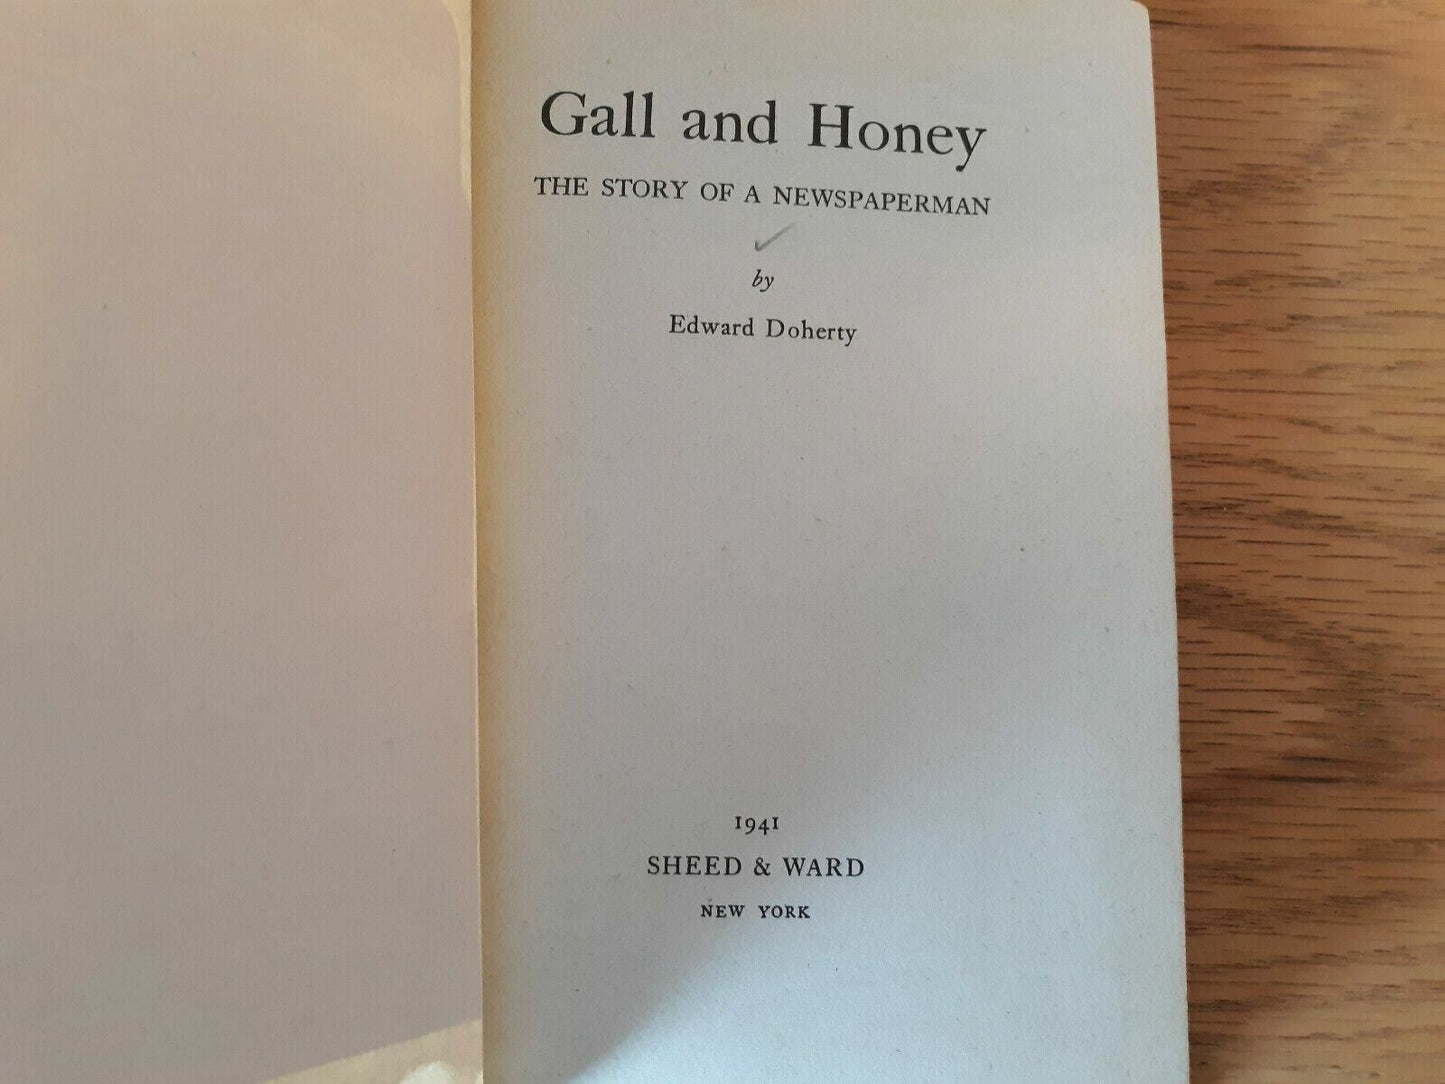 Gall and Honey
THE STORY OF A NEWSPAPERMAN
by
Edward Doherty
1941
SHEED & WARD
NEW YORK